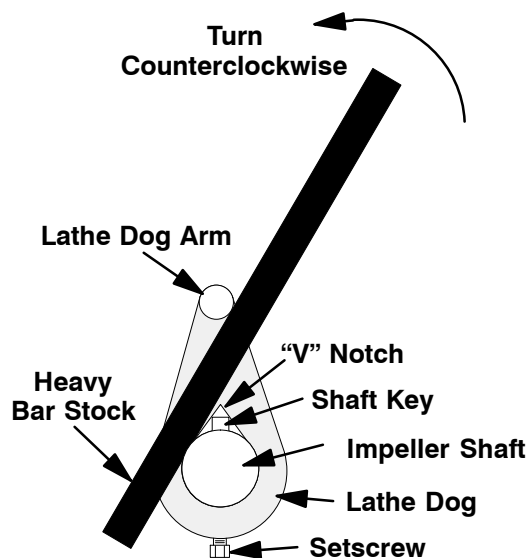 Turn
Counterclockwise
Lathe Dog Arm
“V” Notch
Heavy
Bar Stock
Shaft Key
Impeller Shaft
Lathe Dog
Setscrew